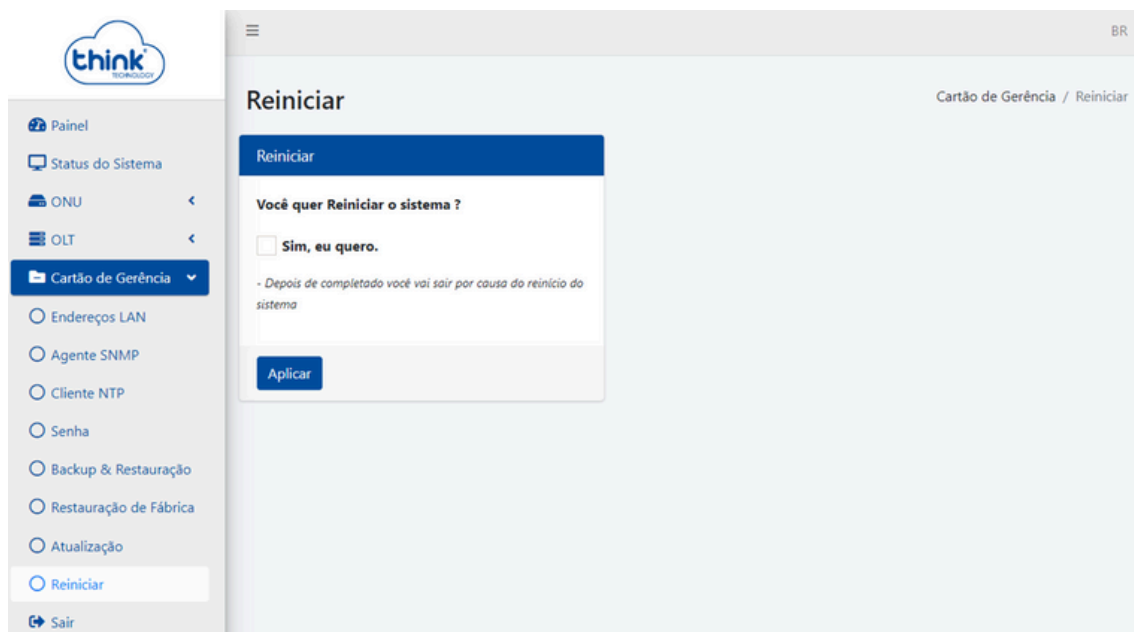 think
TECHNOLOGY
BR
Reiniciar
Cartão de Gerência / Reiniciar
Painel
Status do Sistema
ONU
OLT
Cartão de Gerência
Endereços LAN
Agente SNMP
Cliente NTP
Senha
Backup & Restauração
Restauração de Fábrica
Atualização
Reiniciar
Sair
Reiniciar
Você quer Reiniciar o sistema ?
Sim, eu quero.
- Depois de completado você vai sair por causa do reinício do
sistema
Aplicar